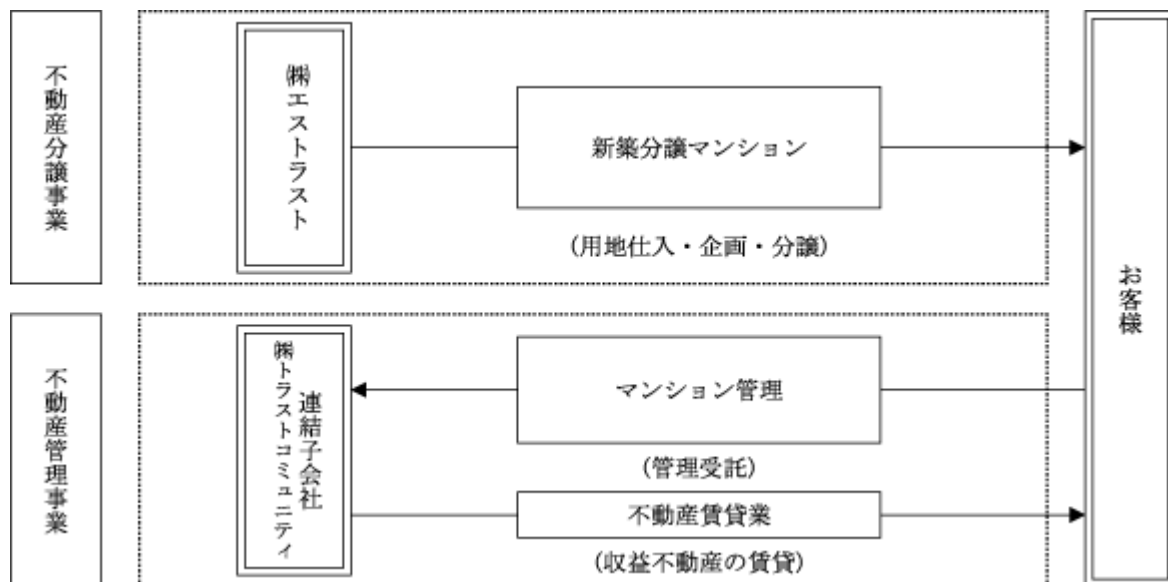 不動産分譲事業
㈱エストラスト
新築分譲マンション
(用地仕入・企画・分譲)
お客様
不動産管理事業
連結子会社
㈱トラストコミュニティ
マンション管理
(管理受託)
不動産賃貸業
(収益不動産の賃貸)